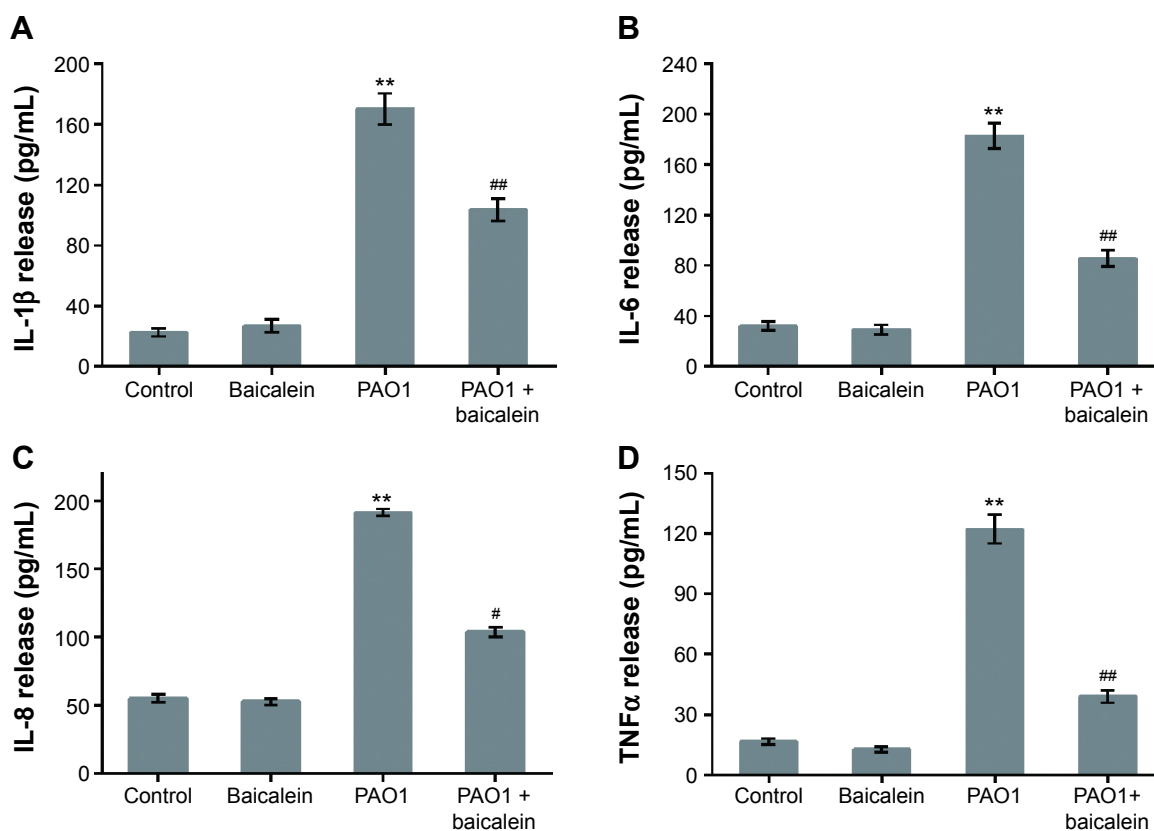 A
IL-1β release (pg/mL)
200
160
120
80
40
0
**
##
Control
Baicalein
PAO1
PAO1 +
baicalein
B
IL-6 release (pg/mL)
240
200
160
120
80
40
0
**
##
Control
Baicalein
PAO1
PAO1 +
baicalein
C
IL-8 release (pg/mL)
200
150
100
50
0
**
#
Control
Baicalein
PAO1
PAO1 +
baicalein
D
TNFα release (pg/mL)
150
120
90
60
30
0
**
##
Control
Baicalein
PAO1
PAO1+
baicalein